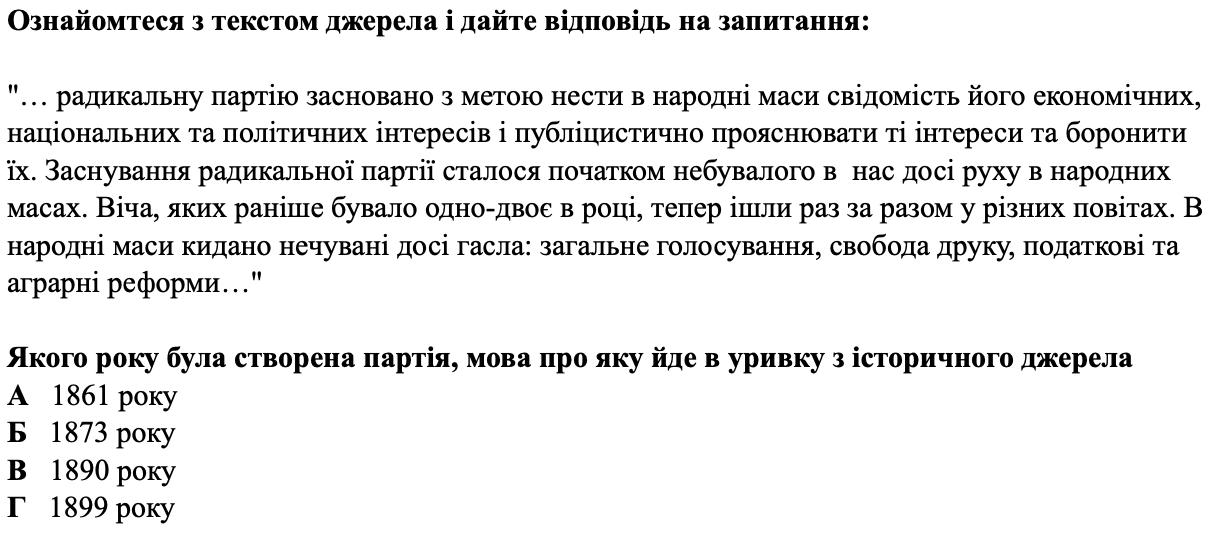 Ознайомтеся з текстом джерела і дайте відповідь на запитання:
"… радикальну партію засновано з метою нести в народні маси свідомість його економічних,
національних та політичних інтересів і публіцистично прояснювати ті інтереси та боронити
їх. Заснування радикальної партії сталося початком небувалого в  нас досі руху в народних
масах. Віча, яких раніше бувало одно-двоє в році, тепер ішли раз за разом у різних повітах. В
народні маси кидано нечувані досі гасла: загальне голосування, свобода друку, податкові та
аграрні реформи…"
Якого року була створена партія, мова про яку йде в уривку з історичного джерела
А 1861 року
Б 1873 року
В 1890 року
Г 1899 року